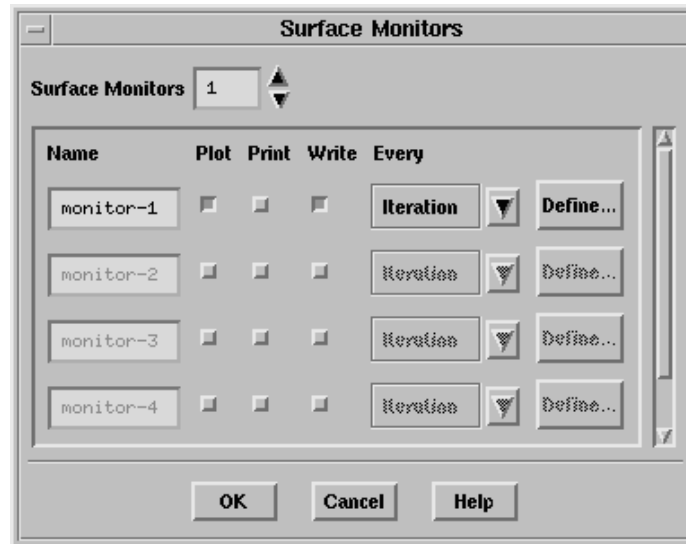 Surface Monitors
Surface Monitors 1
Name Plot Print Write Every
monitor-1 Iteration Define...
monitor-2 Iteration Define...
monitor-3 Iteration Define...
monitor-4 Iteration Define...
OK Cancel Help